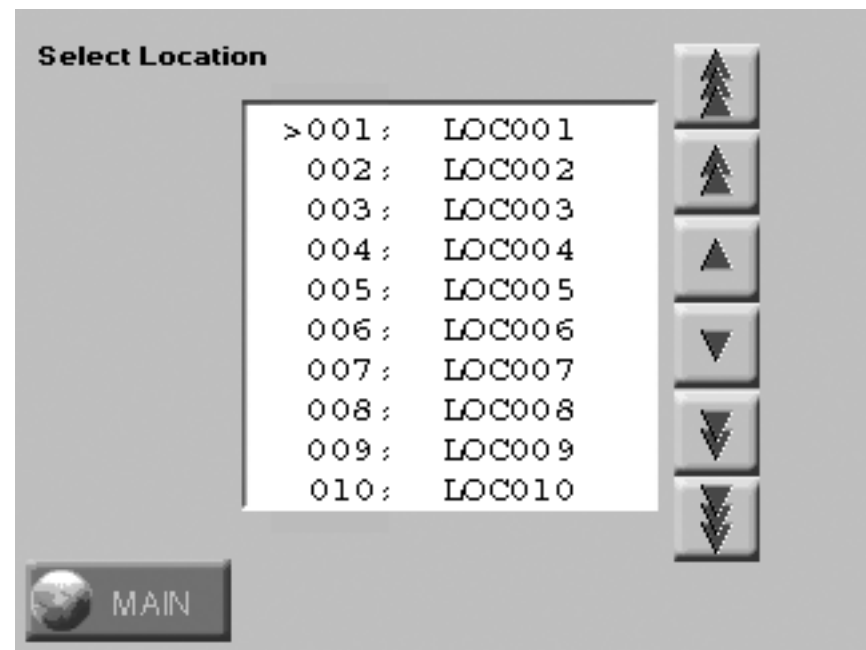 Select Location
>001: LOC001
002: LOC002
003: LOC003
004: LOC004
005: LOC005
006: LOC006
007: LOC007
008: LOC008
009: LOC009
010: LOC010
MAIN